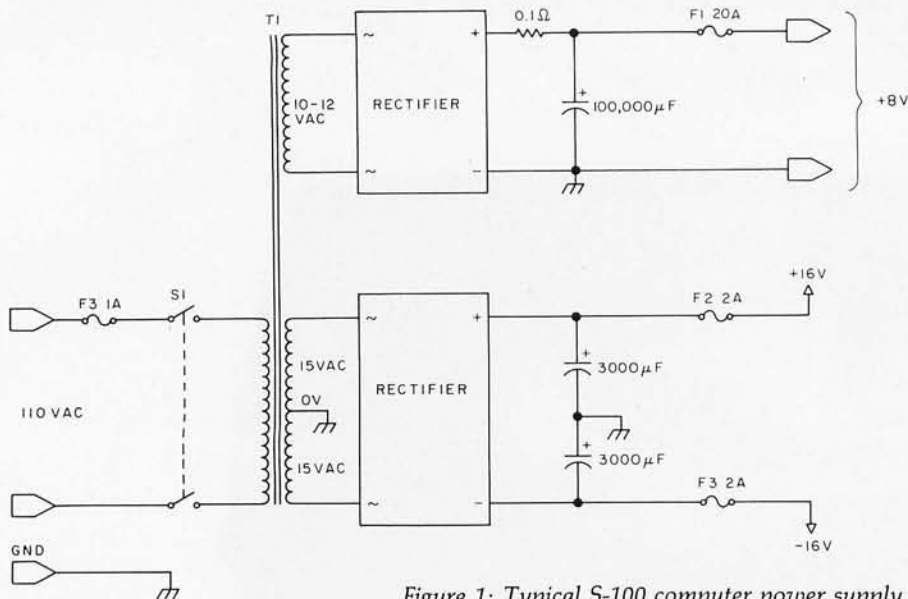 T1
~
+
0.1Ω
F1 20A
10-12
VAC
RECTIFIER
+
100,000µF
+8V
~
-
F3 1A
S1
~
+
F2 2A
+16V
15VAC
+
3000µF
110 VAC
0V
RECTIFIER
15VAC
+
3000µF
~
-
F3 2A
-16V
GND
Figure 1: Typical S-100 computer power supply